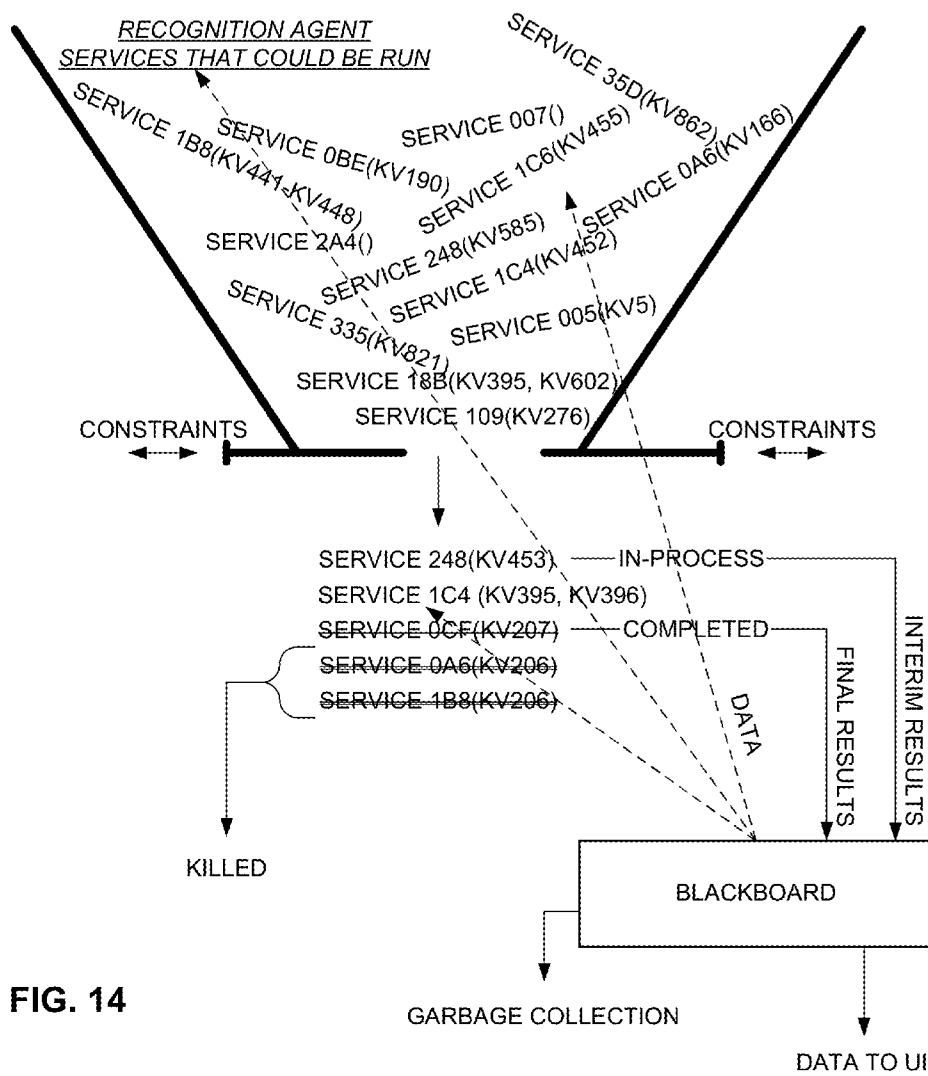 RECOGNITION AGENT
SERVICES THAT COULD BE RUN
SERVICE 35D(KV862)
SERVICE 1B8(KV441-KV448)
SERVICE 0BE(KV190)
SERVICE 007()
SERVICE 1C6(KV455)
SERVICE 0A6(KV166)
SERVICE 2A4()
SERVICE 248(KV585)
SERVICE 1C4(KV452)
SERVICE 335(KV821)
SERVICE 005(KV5)
SERVICE 18B(KV395, KV602)
SERVICE 109(KV276)
CONSTRAINTS
CONSTRAINTS
SERVICE 248(KV453)
IN-PROCESS
SERVICE 1C4 (KV395, KV396)
SERVICE 0CF(KV207)
COMPLETED
SERVICE 0A6(KV206)
SERVICE 1B8(KV206)
DATA
FINAL RESULTS
INTERIM RESULTS
KILLED
BLACKBOARD
FIG. 14
GARBAGE COLLECTION
DATA TO UI